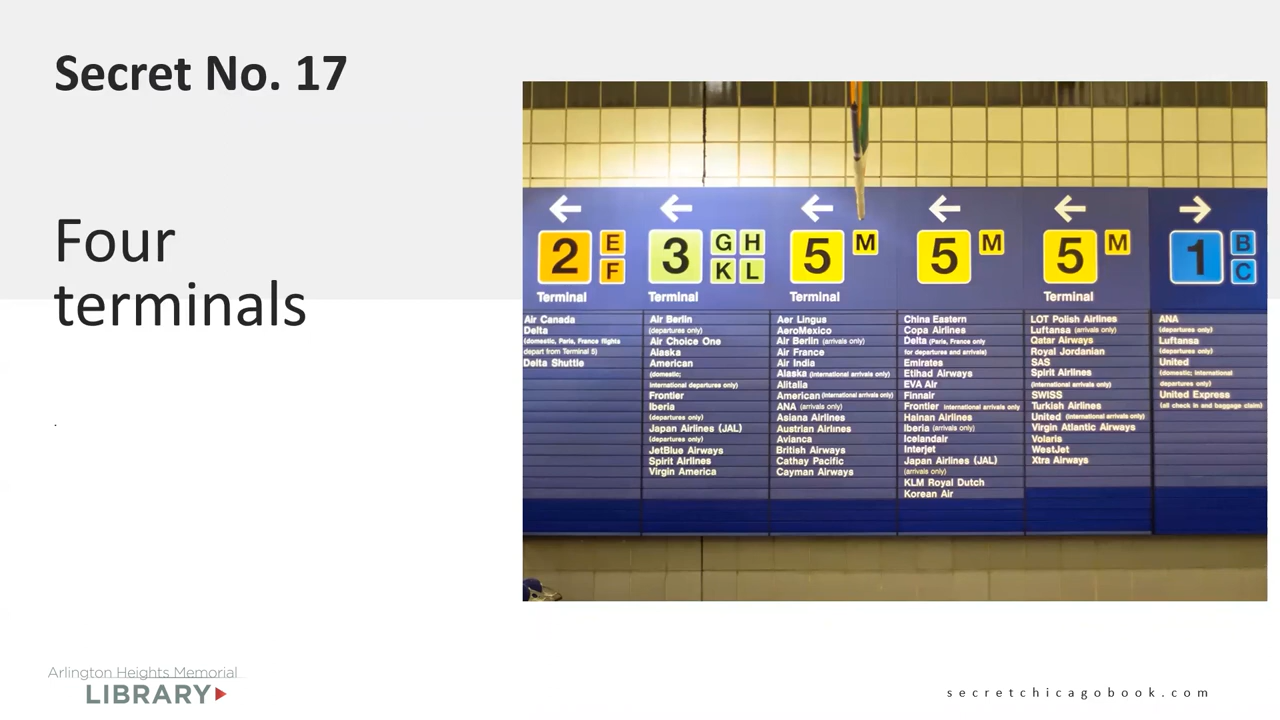 Secret No. 17
Four
terminals
.
2 E F
Terminal
Air Canada
Delta
(domestic, Paris, France flights
depart from Terminal 5)
Delta Shuttle
3 G H K L
Terminal
Air Berlin
(departures only)
Air Choice One
Alaska
American
(domestic;
international departures only)
Frontier
Iberia
(departures only)
Japan Airlines (JAL)
(departures only)
JetBlue Airways
Spirit Airlines
Virgin America
5 M
Terminal
Aer Lingus
AeroMexico
Air Berlin (arrivals only)
Air France
Air India
Alaska (international arrivals only)
Alitalia
American (international arrivals only)
ANA (arrivals only)
Asiana Airlines
Austrian Airlines
Avianca
British Airways
Cathay Pacific
Cayman Airways
5 M
China Eastern
Copa Airlines
Delta (Paris, France only
for departures and arrivals)
Emirates
Etihad Airways
EVA Air
Finnair
Frontier international arrivals only)
Hainan Airlines
Iberia (arrivals only)
Icelandair
Interjet
Japan Airlines (JAL)
(arrivals only)
KLM Royal Dutch
Korean Air
5 M
Terminal
LOT Polish Airlines
Luftansa (arrivals only)
Qatar Airways
Royal Jordanian
SAS
Spirit Airlines
(international arrivals only)
SWISS
Turkish Airlines
United (international arrivals only)
Virgin Atlantic Airways
Volaris
WestJet
Xtra Airways
1 B C
ANA
(departures only)
Luftansa
(departures only)
United
(domestic; international
departures only)
United Express
(all check in and baggage claim)
Arlington Heights Memorial
LIBRARY
secretchicagobook.com